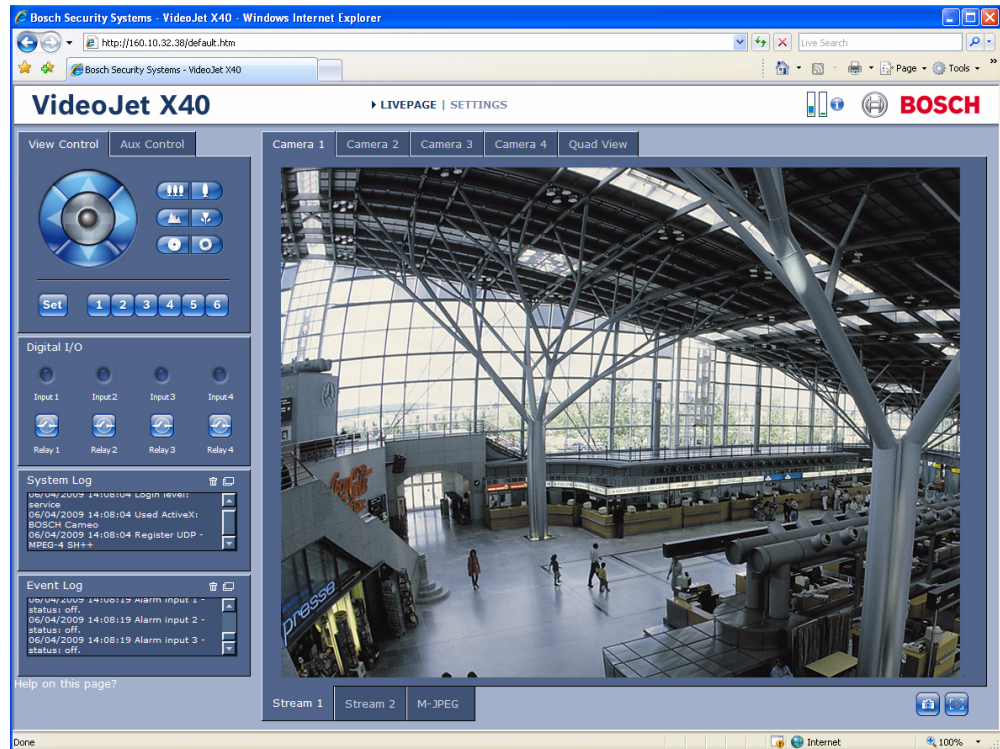 Bosch Security Systems - VideoJet X40 - Windows Internet Explorer
http://160.10.32.38/default.htm
Live Search
Bosch Security Systems - VideoJet X40
Page
Tools
VideoJet X40
LIVEPAGE | SETTINGS
BOSCH
View Control
Aux Control
Camera 1
Camera 2
Camera 3
Camera 4
Quad View
Set
1
2
3
4
5
6
Digital I/O
Input 1
Input 2
Input 3
Input 4
Relay 1
Relay 2
Relay 3
Relay 4
System Log
06/04/2009 14:08:04 Login level:
service
06/04/2009 14:08:04 Used ActiveX:
BOSCH Cameo
06/04/2009 14:08:04 Register UDP -
MPEG-4 SH++
Event Log
06/04/2009 14:08:19 Alarm input 1 -
status: off.
06/04/2009 14:08:19 Alarm input 2 -
status: off.
06/04/2009 14:08:19 Alarm input 3 -
status: off.
Help on this page?
Coca-Cola
presse
Stream 1
Stream 2
M-JPEG
Done
Internet
100%